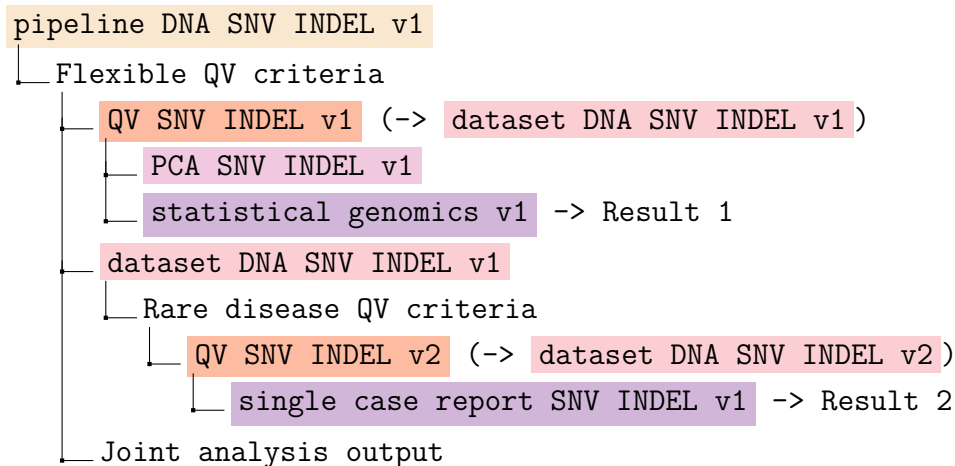 pipeline DNA SNV INDEL v1
Flexible QV criteria
QV SNV INDEL v1 (-> dataset DNA SNV INDEL v1)
PCA SNV INDEL v1
statistical genomics v1 -> Result 1
dataset DNA SNV INDEL v1
Rare disease QV criteria
QV SNV INDEL v2 (-> dataset DNA SNV INDEL v2)
single case report SNV INDEL v1 -> Result 2
Joint analysis output